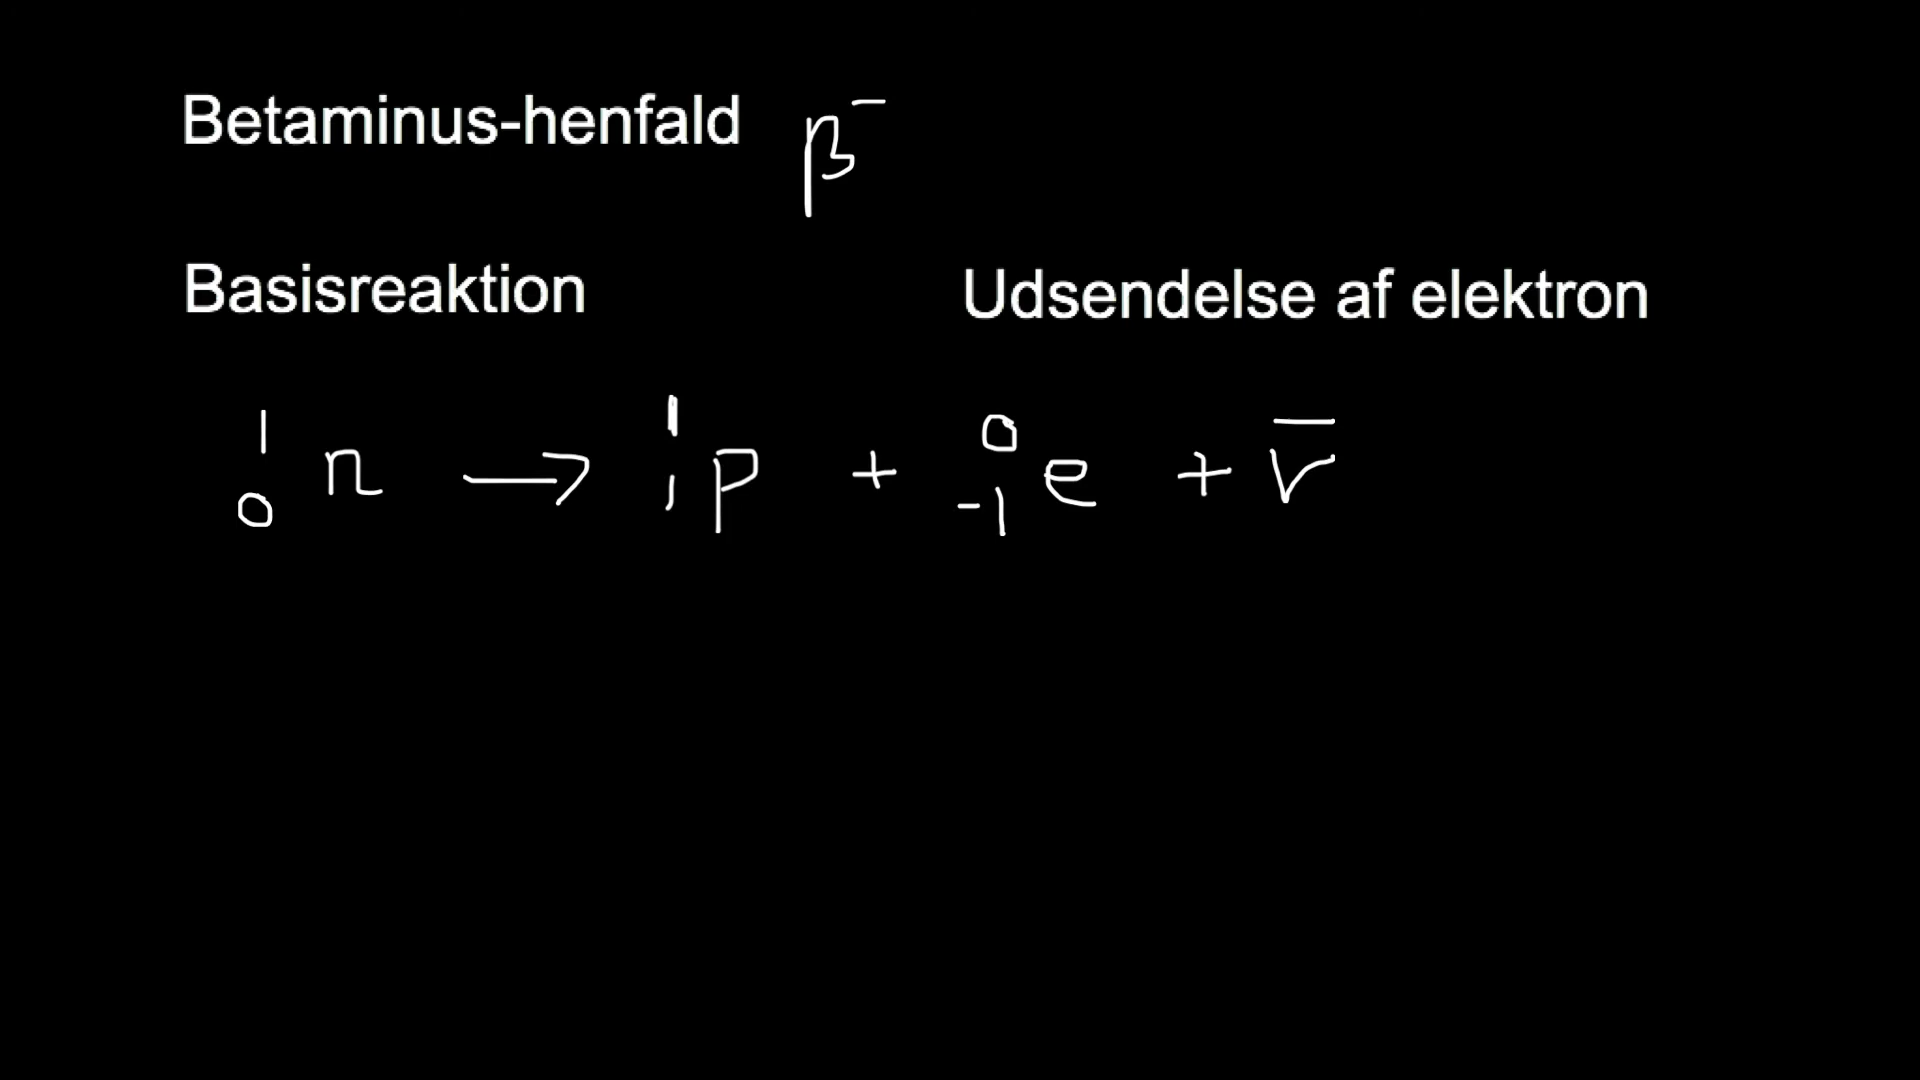 Betaminus-henfald β⁻
Basisreaktion Udsendelse af elektron
¹₀n → ¹₁p + ⁰₋₁e + ν̅